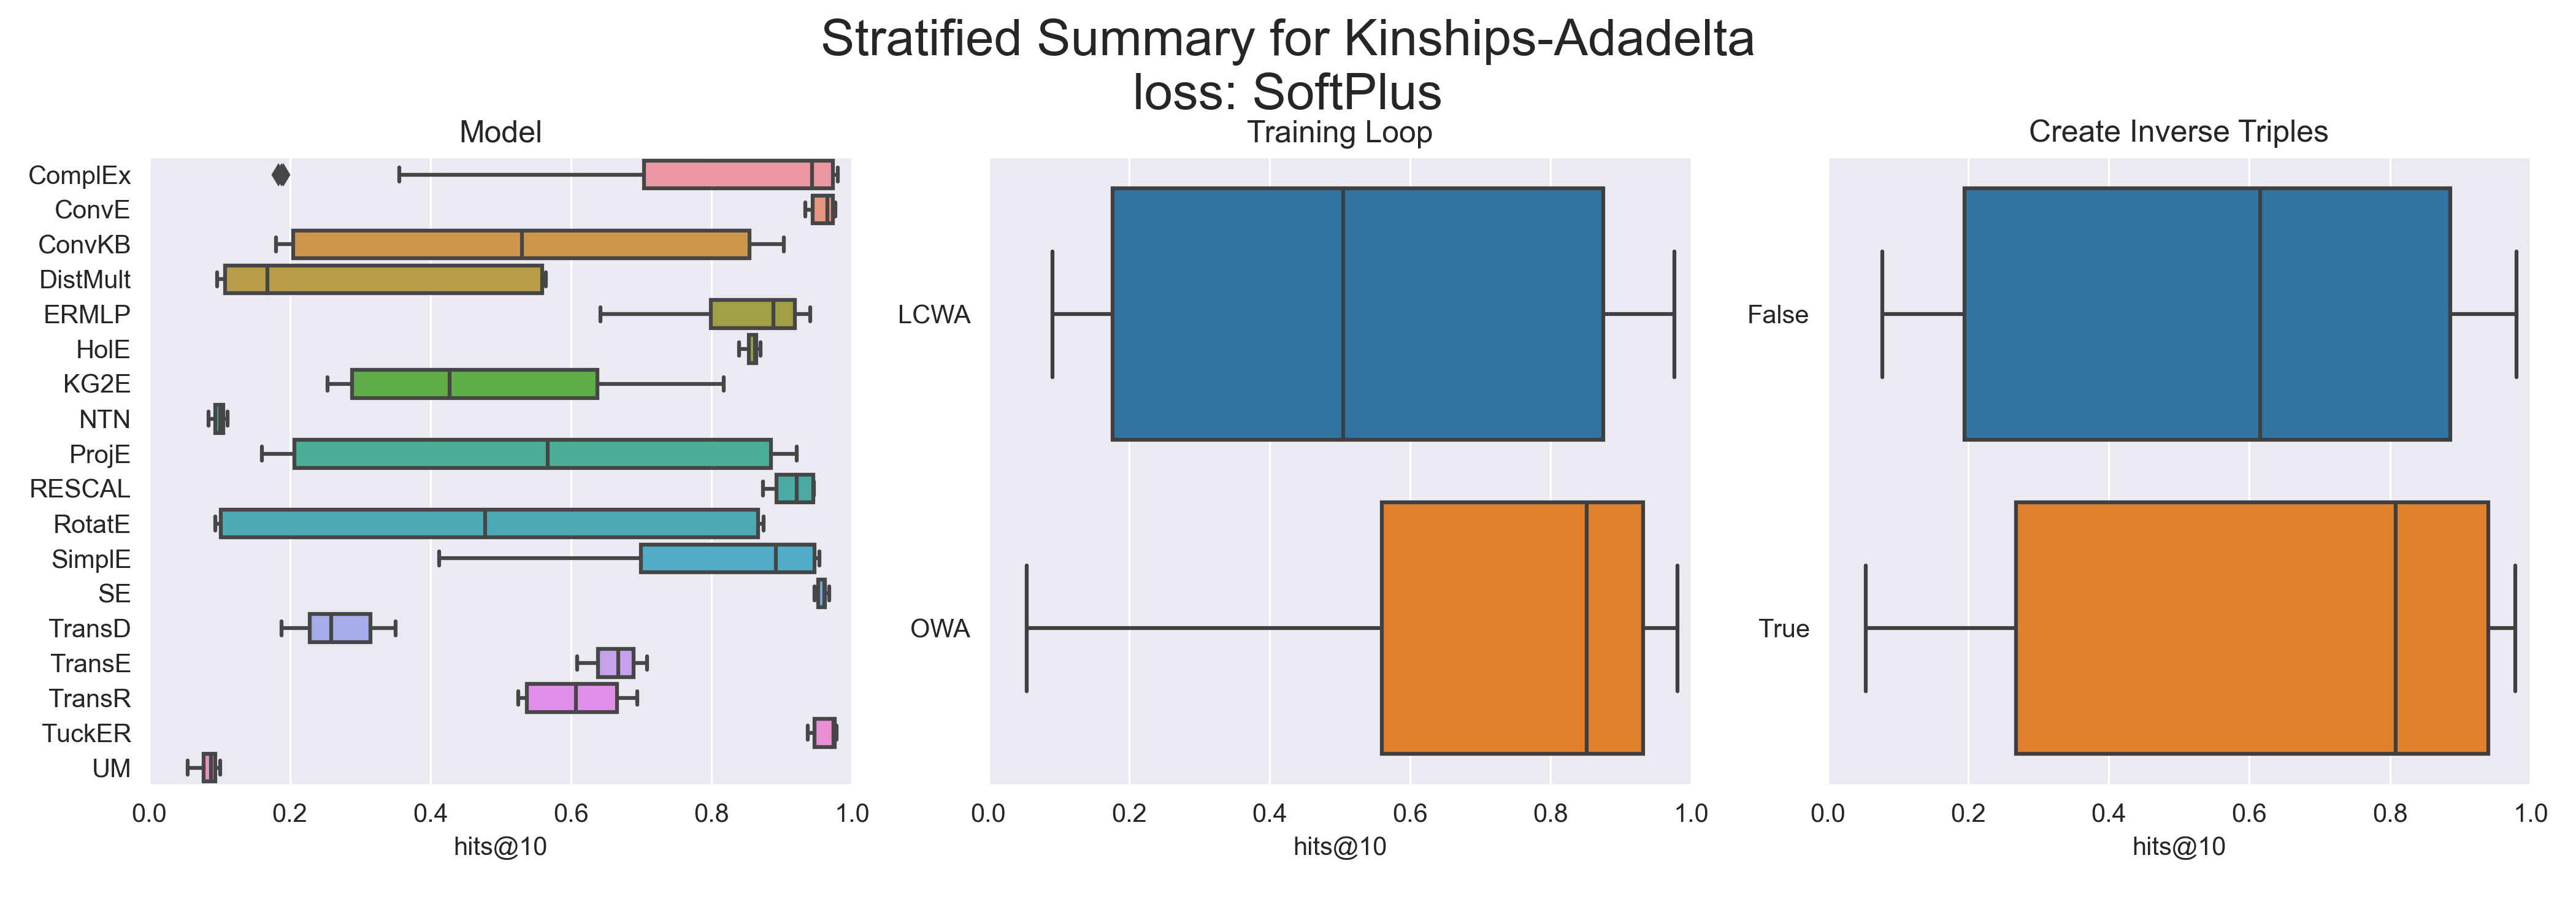 Stratified Summary for Kinships-Adadelta
loss: SoftPlus
Model
ComplEx
ConvE
ConvKB
DistMult
ERMLP
HolE
KG2E
NTN
ProjE
RESCAL
RotatE
SimplE
SE
TransD
TransE
TransR
TuckER
UM
0.0 0.2 0.4 0.6 0.8 1.0
hits@10
Training Loop
LCWA
OWA
0.0 0.2 0.4 0.6 0.8 1.0
hits@10
Create Inverse Triples
False
True
0.0 0.2 0.4 0.6 0.8 1.0
hits@10